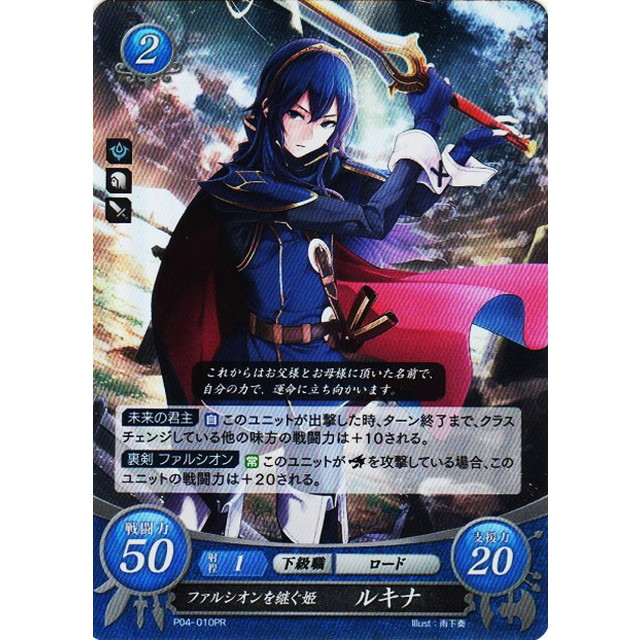 2
これからはお父様とお母様に頂いた名前で、
自分の力で、運命に立ち向かいます。
未来の君主 自 このユニットが出撃した時、ターン終了まで、クラス
チェンジしている他の味方の戦闘力は+10される。
裏剣 ファルシオン 常 このユニットが を攻撃している場合、この
ユニットの戦闘力は+20される。
戦闘力
50
射程 1
下級職 ロード
支援力
20
ファルシオンを継ぐ姫 ルキナ
P04-010PR
Illust:雨下奏